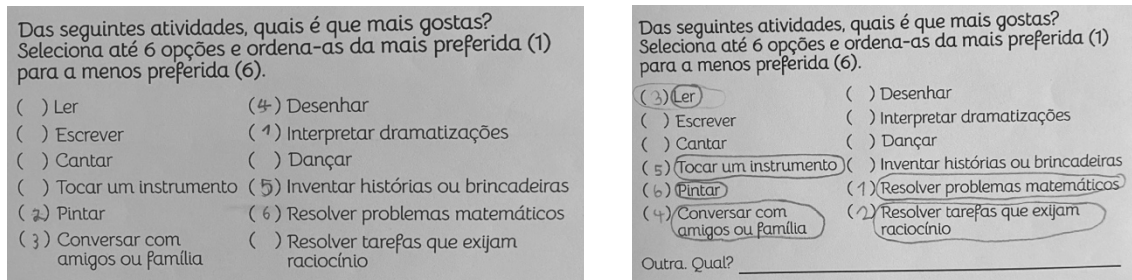 Das seguintes atividades, quais é que mais gostas?
Seleciona até 6 opções e ordena-as da mais preferida (1)
para a menos preferida (6).
( ) Ler
( ) Escrever
( ) Cantar
( ) Tocar um instrumento
(2) Pintar
(3) Conversar com
amigos ou família
(4) Desenhar
(1) Interpretar dramatizações
( ) Dançar
(5) Inventar histórias ou brincadeiras
(6) Resolver problemas matemáticos
( ) Resolver tarefas que exijam
raciocínio
Das seguintes atividades, quais é que mais gostas?
Seleciona até 6 opções e ordena-as da mais preferida (1)
para a menos preferida (6).
(3) Ler
( ) Escrever
( ) Cantar
(5) Tocar um instrumento
(6) Pintar
(4) Conversar com
amigos ou família
( ) Desenhar
( ) Interpretar dramatizações
( ) Dançar
( ) Inventar histórias ou brincadeiras
(1) Resolver problemas matemáticos
(2) Resolver tarefas que exijam
raciocínio
Outra. Qual?